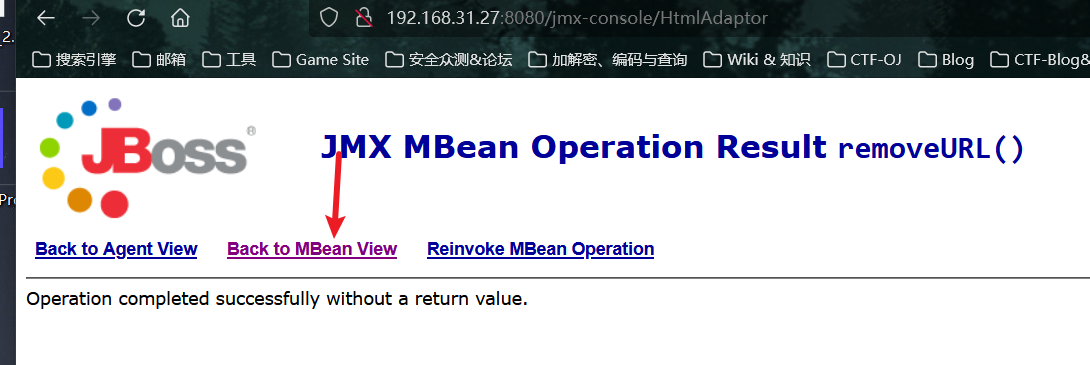 _2.
192.168.31.27:8080/jmx-console/HtmlAdaptor
搜索引擎 邮箱 工具 Game Site 安全众测&论坛 加解密、编码与查询 Wiki & 知识 CTF-OJ Blog CTF-Blog&
JBoss®
JMX MBean Operation Result removeURL()
Pro
Back to Agent View Back to MBean View Reinvoke MBean Operation
Operation completed successfully without a return value.